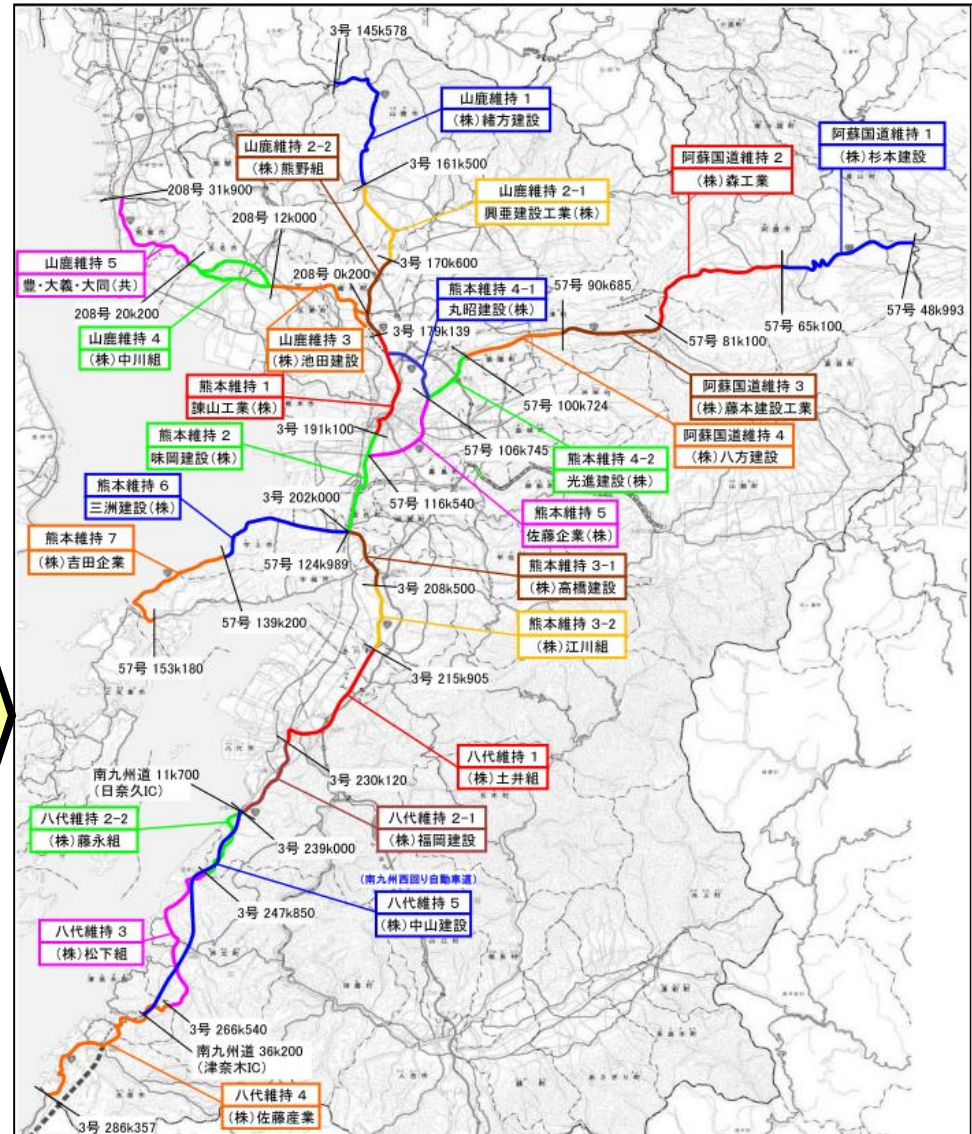 3号 145k578
山鹿維持 1
(株)緒方建設
山鹿維持 2-2
(株)熊野組
阿蘇国道維持 1
(株)杉本建設
阿蘇国道維持 2
(株)森工業
3号 161k500
208号 31k900
山鹿維持 2-1
興亜建設工業(株)
208号 12k000
山鹿維持 5
豊・大義・大同(共)
3号 170k600
208号 0k200
57号 90k685
熊本維持 4-1
丸昭建設(株)
57号 48k993
208号 20k200
57号 65k100
3号 179k139
山鹿維持 4
(株)中川組
山鹿維持 3
(株)池田建設
57号 81k100
熊本維持 1
諫山工業(株)
57号 100k724
阿蘇国道維持 3
(株)藤本建設工業
3号 191k100
熊本維持 2
味岡建設(株)
57号 106k745
阿蘇国道維持 4
(株)八方建設
熊本維持 4-2
光進建設(株)
熊本維持 6
三洲建設(株)
57号 116k540
3号 202k000
熊本維持 5
佐藤企業(株)
熊本維持 7
(株)吉田企業
57号 124k989
熊本維持 3-1
(株)高橋建設
3号 208k500
57号 139k200
熊本維持 3-2
(株)江川組
57号 153k180
3号 215k905
八代維持 1
(株)土井組
南九州道 11k700
(日奈久IC)
3号 230k120
八代維持 2-2
(株)藤永組
八代維持 2-1
(株)福岡建設
3号 239k000
(南九州西回り自動車道)
3号 247k850
八代維持 5
(株)中山建設
八代維持 3
(株)松下組
3号 266k540
南九州道 36k200
(津奈木IC)
八代維持 4
(株)佐藤産業
3号 286k357